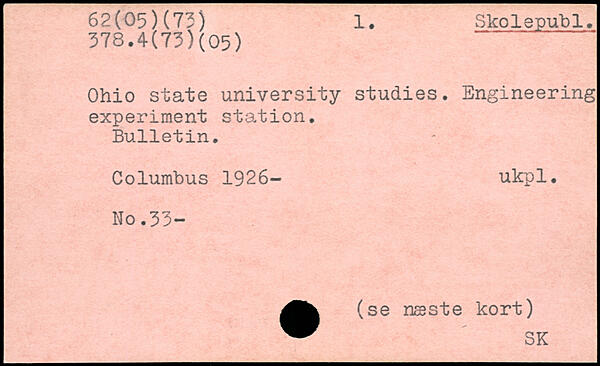 62(05)(73) 1. Skolepubl.
378.4(73)(05)
Ohio state university studies. Engineering
experiment station.
Bulletin.
Columbus 1926- ukpl.
No.33-
(se næste kort)
SK